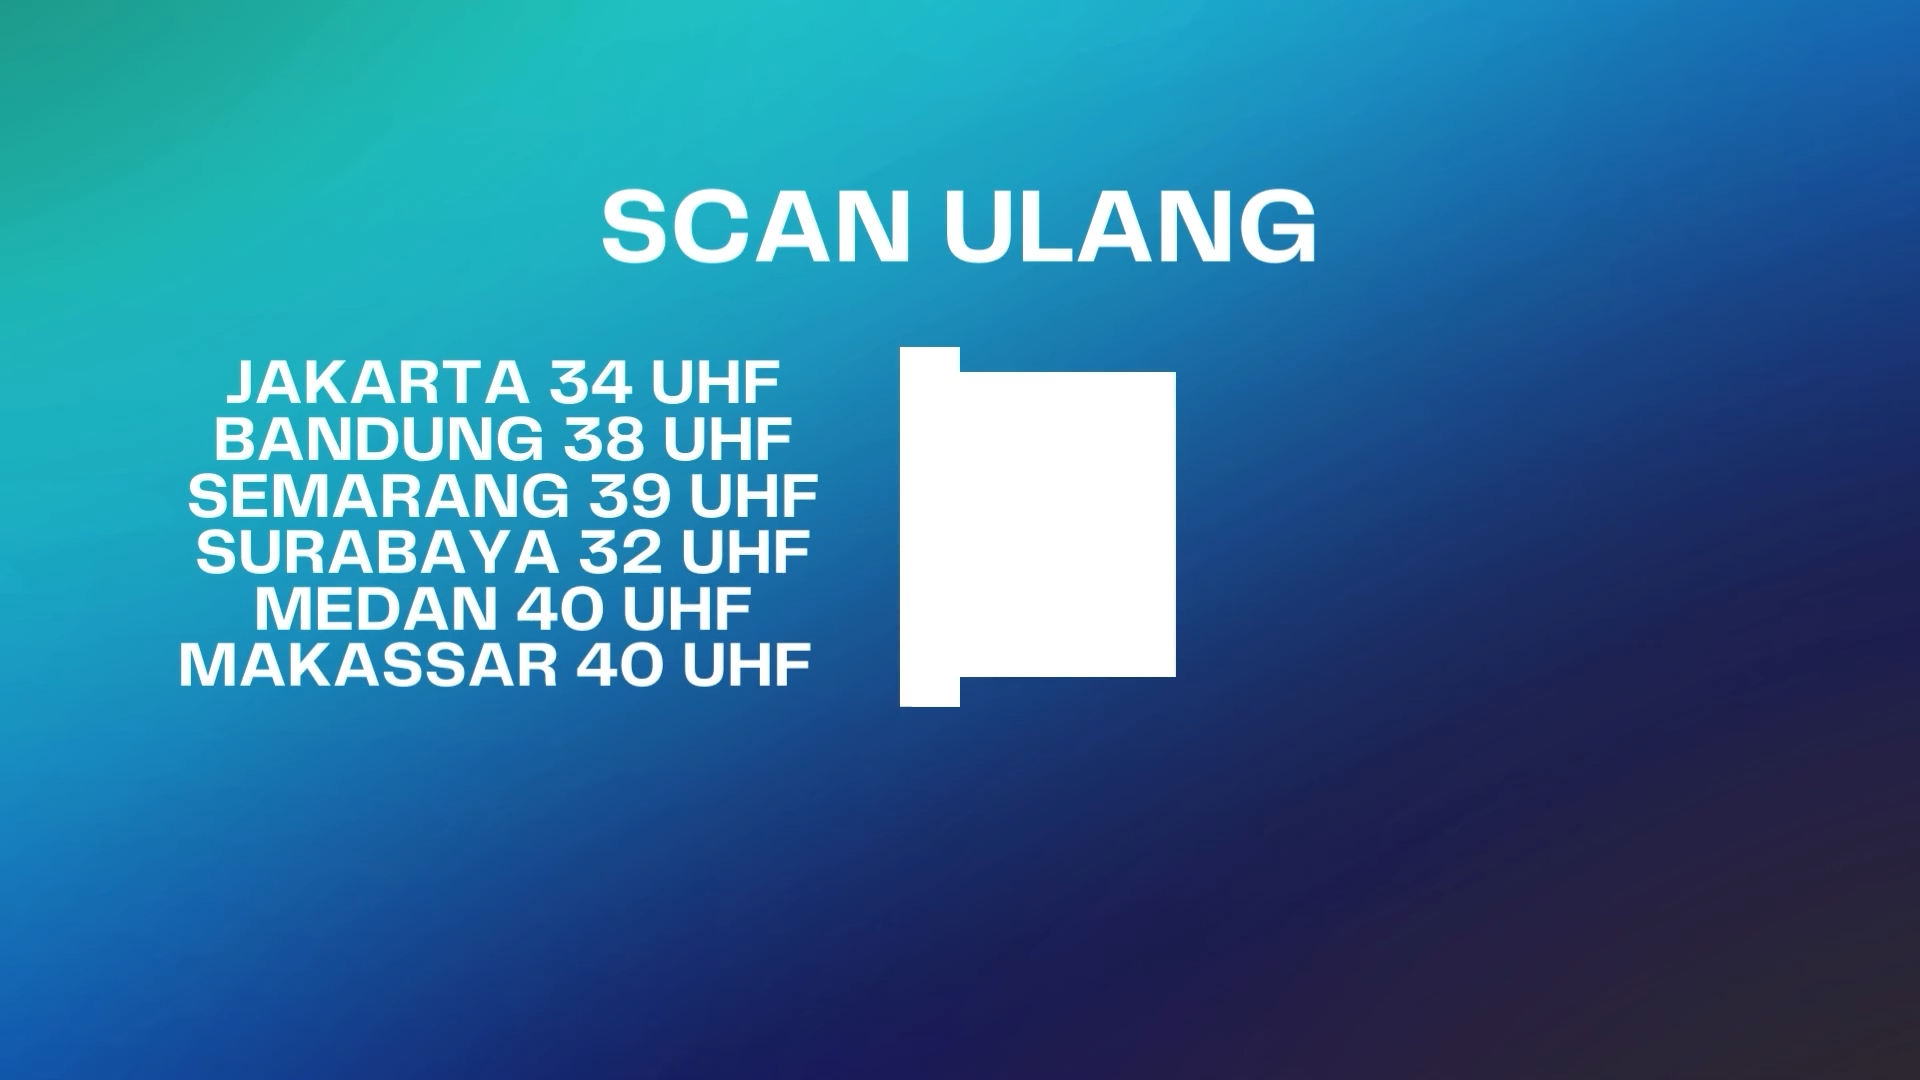 SCAN ULANG
JAKARTA 34 UHF
BANDUNG 38 UHF
SEMARANG 39 UHF
SURABAYA 32 UHF
MEDAN 40 UHF
MAKASSAR 40 UHF